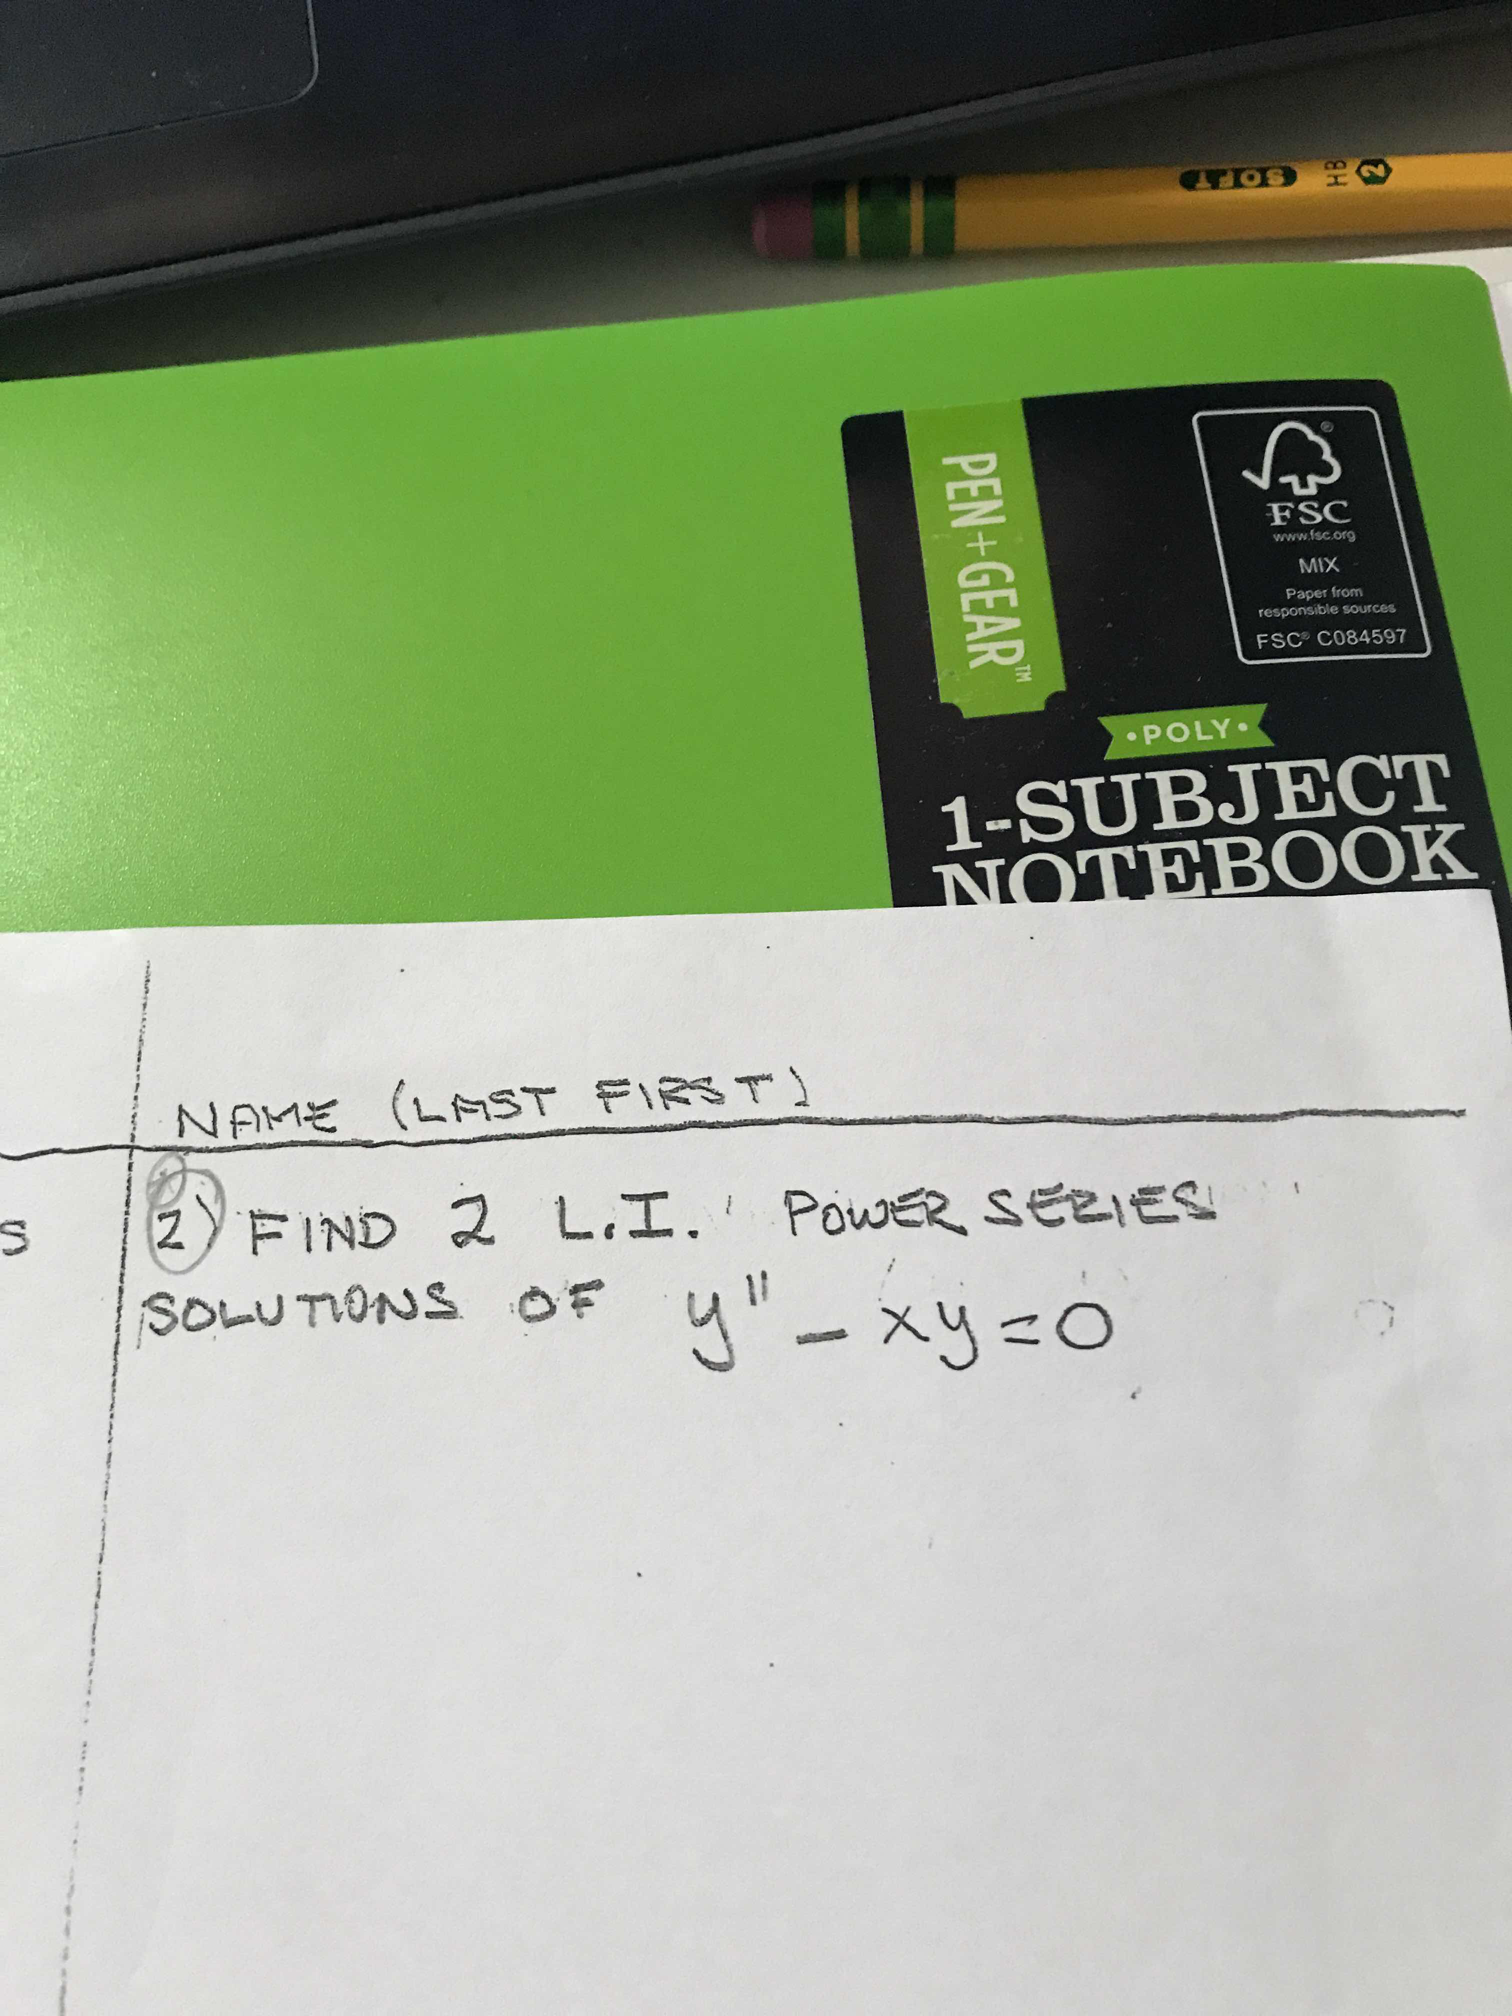 SOFT
HB
2
PEN+GEAR™
®
FSC
www.fsc.org
MIX
Paper from
responsible sources
FSC® C084597
•POLY•
1-SUBJECT
NOTEBOOK
NAME (LAST FIRST)
S
2) FIND 2 L.I. POWER SERIES
SOLUTIONS OF y'' - xy = 0